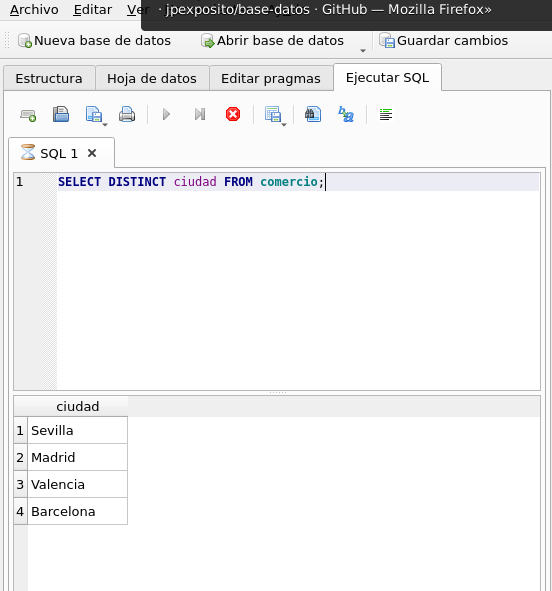 · jpexposito/base-datos · GitHub — Mozilla Firefox»
Archivo Editar Ver
Nueva base de datos Abrir base de datos Guardar cambios
Estructura Hoja de datos Editar pragmas Ejecutar SQL
SQL 1
1 SELECT DISTINCT ciudad FROM comercio;
ciudad
1 Sevilla
2 Madrid
3 Valencia
4 Barcelona